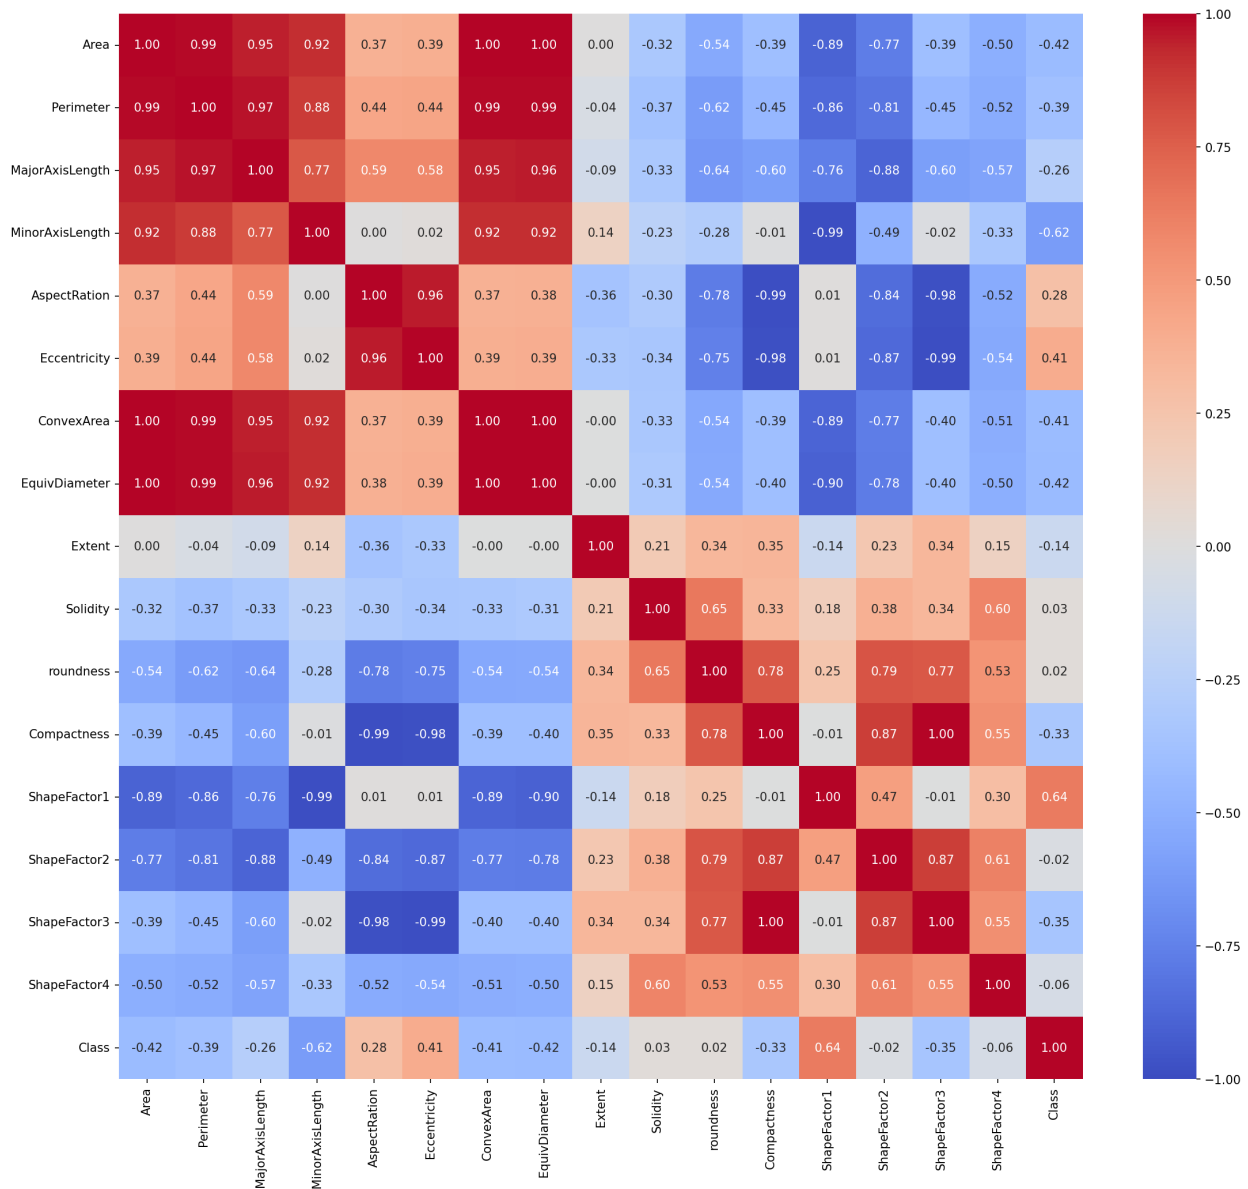 Area 1.00 0.99 0.95 0.92 0.37 0.39 1.00 1.00 0.00 -0.32 -0.54 -0.39 -0.89 -0.77 -0.39 -0.50 -0.42
Perimeter 0.99 1.00 0.97 0.88 0.44 0.44 0.99 0.99 -0.04 -0.37 -0.62 -0.45 -0.86 -0.81 -0.45 -0.52 -0.39
MajorAxisLength 0.95 0.97 1.00 0.77 0.59 0.58 0.95 0.96 -0.09 -0.33 -0.64 -0.60 -0.76 -0.88 -0.60 -0.57 -0.26
MinorAxisLength 0.92 0.88 0.77 1.00 0.00 0.02 0.92 0.92 0.14 -0.23 -0.28 -0.01 -0.99 -0.49 -0.02 -0.33 -0.62
AspectRation 0.37 0.44 0.59 0.00 1.00 0.96 0.37 0.38 -0.36 -0.30 -0.78 -0.99 0.01 -0.84 -0.98 -0.52 0.28
Eccentricity 0.39 0.44 0.58 0.02 0.96 1.00 0.39 0.39 -0.33 -0.34 -0.75 -0.98 0.01 -0.87 -0.99 -0.54 0.41
ConvexArea 1.00 0.99 0.95 0.92 0.37 0.39 1.00 1.00 -0.00 -0.33 -0.54 -0.39 -0.89 -0.77 -0.40 -0.51 -0.41
EquivDiameter 1.00 0.99 0.96 0.92 0.38 0.39 1.00 1.00 -0.00 -0.31 -0.54 -0.40 -0.90 -0.78 -0.40 -0.50 -0.42
Extent 0.00 -0.04 -0.09 0.14 -0.36 -0.33 -0.00 -0.00 1.00 0.21 0.34 0.35 -0.14 0.23 0.34 0.15 -0.14
Solidity -0.32 -0.37 -0.33 -0.23 -0.30 -0.34 -0.33 -0.31 0.21 1.00 0.65 0.33 0.18 0.38 0.34 0.60 0.03
roundness -0.54 -0.62 -0.64 -0.28 -0.78 -0.75 -0.54 -0.54 0.34 0.65 1.00 0.78 0.25 0.79 0.77 0.53 0.02
Compactness -0.39 -0.45 -0.60 -0.01 -0.99 -0.98 -0.39 -0.40 0.35 0.33 0.78 1.00 -0.01 0.87 1.00 0.55 -0.33
ShapeFactor1 -0.89 -0.86 -0.76 -0.99 0.01 0.01 -0.89 -0.90 -0.14 0.18 0.25 -0.01 1.00 0.47 -0.01 0.30 0.64
ShapeFactor2 -0.77 -0.81 -0.88 -0.49 -0.84 -0.87 -0.77 -0.78 0.23 0.38 0.79 0.87 0.47 1.00 0.87 0.61 -0.02
ShapeFactor3 -0.39 -0.45 -0.60 -0.02 -0.98 -0.99 -0.40 -0.40 0.34 0.34 0.77 1.00 -0.01 0.87 1.00 0.55 -0.35
ShapeFactor4 -0.50 -0.52 -0.57 -0.33 -0.52 -0.54 -0.51 -0.50 0.15 0.60 0.53 0.55 0.30 0.61 0.55 1.00 -0.06
Class -0.42 -0.39 -0.26 -0.62 0.28 0.41 -0.41 -0.42 -0.14 0.03 0.02 -0.33 0.64 -0.02 -0.35 -0.06 1.00
Area
Perimeter
MajorAxisLength
MinorAxisLength
AspectRation
Eccentricity
ConvexArea
EquivDiameter
Extent
Solidity
roundness
Compactness
ShapeFactor1
ShapeFactor2
ShapeFactor3
ShapeFactor4
Class
1.00
0.75
0.50
0.25
0.00
−0.25
−0.50
−0.75
−1.00